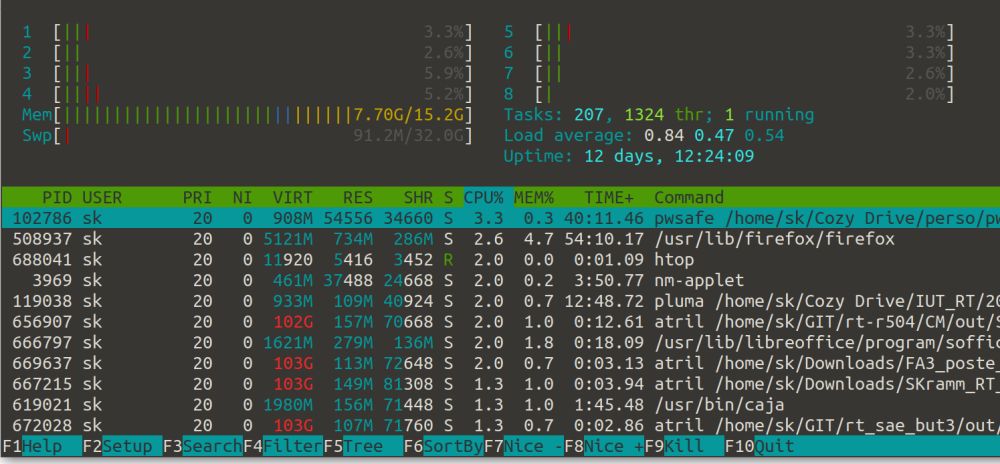 1 [||| 3.3%] 5 [||| 3.3%]
2 [|| 2.6%] 6 [|| 3.3%]
3 [||| 5.9%] 7 [|| 2.6%]
4 [|||| 5.2%] 8 [| 2.0%]
Mem[||||||||||||||||||||||||||||||7.70G/15.2G] Tasks: 207, 1324 thr; 1 running
Swp[| 91.2M/32.0G] Load average: 0.84 0.47 0.54
Uptime: 12 days, 12:24:09
PID USER PRI NI VIRT RES SHR S CPU% MEM% TIME+ Command
102786 sk 20 0 908M 54556 34660 S 3.3 0.3 40:11.46 pwsafe /home/sk/Cozy Drive/perso/pw
508937 sk 20 0 5121M 734M 286M S 2.6 4.7 54:10.17 /usr/lib/firefox/firefox
688041 sk 20 0 11920 5416 3452 R 2.0 0.0 0:01.09 htop
3969 sk 20 0 461M 37488 24668 S 2.0 0.2 3:50.77 nm-applet
119038 sk 20 0 933M 109M 40924 S 2.0 0.7 12:48.72 pluma /home/sk/Cozy Drive/IUT_RT/20
656907 sk 20 0 102G 157M 70668 S 2.0 1.0 0:12.61 atril /home/sk/GIT/rt-r504/CM/out/S
666797 sk 20 0 1621M 279M 136M S 2.0 1.8 0:18.09 /usr/lib/libreoffice/program/soffic
669637 sk 20 0 103G 113M 72648 S 2.0 0.7 0:03.13 atril /home/sk/Downloads/FA3_poste_
667215 sk 20 0 103G 149M 81308 S 1.3 1.0 0:03.94 atril /home/sk/Downloads/SKramm_RT_
619021 sk 20 0 1980M 156M 71448 S 1.3 1.0 1:45.48 /usr/bin/caja
672028 sk 20 0 103G 107M 71760 S 1.3 0.7 0:02.86 atril /home/sk/GIT/rt_sae_but3/out/
F1Help F2Setup F3SearchF4FilterF5Tree F6SortByF7Nice -F8Nice +F9Kill F10Quit